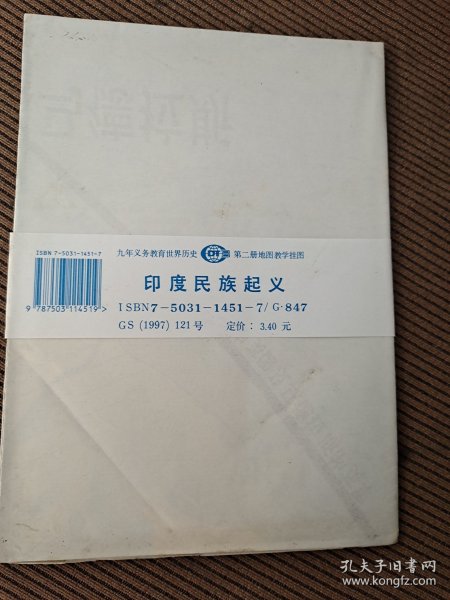 ISBN 7-5031-1451-7
九年义务教育世界历史 第二册地图教学挂图
印度民族起义
ISBN7-5031-1451-7/G·847
9 787503 114519 >
GS (1997) 121号 定价: 3.40 元
孔夫子旧书网
www.kongfz.com